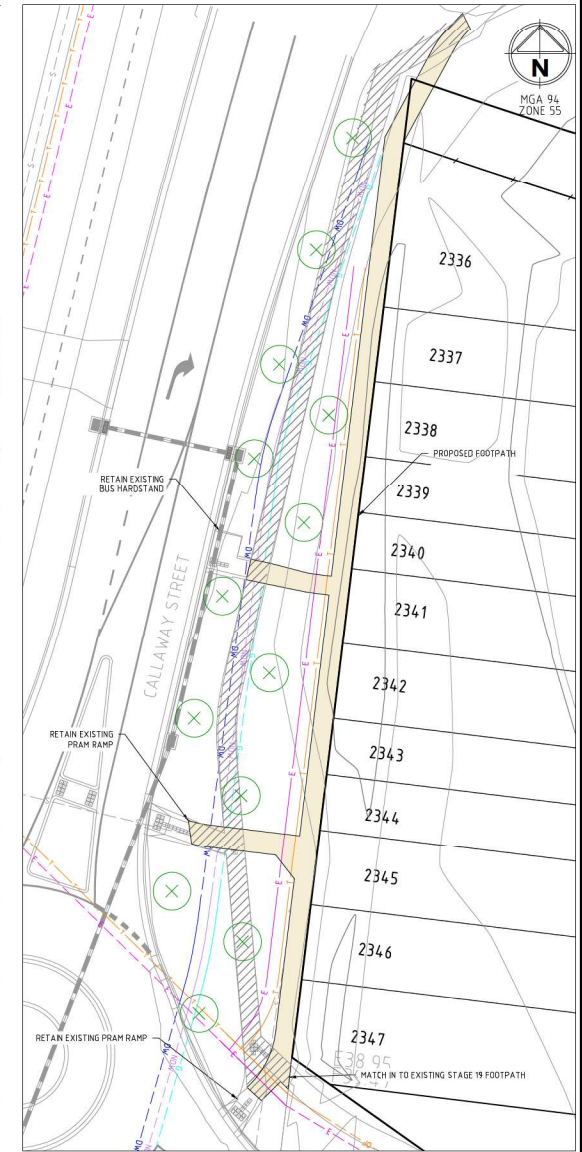 N
MGA 94
ZONE 55
2336
2337
2338
PROPOSED FOOTPATH
2339
RETAIN EXISTING
BUS HARDSTAND
2340
2341
CALLAWAY STREET
2342
RETAIN EXISTING
PRAM RAMP
2343
2344
2345
2346
2347
RETAIN EXISTING PRAM RAMP
MATCH IN TO EXISTING STAGE 19 FOOTPATH